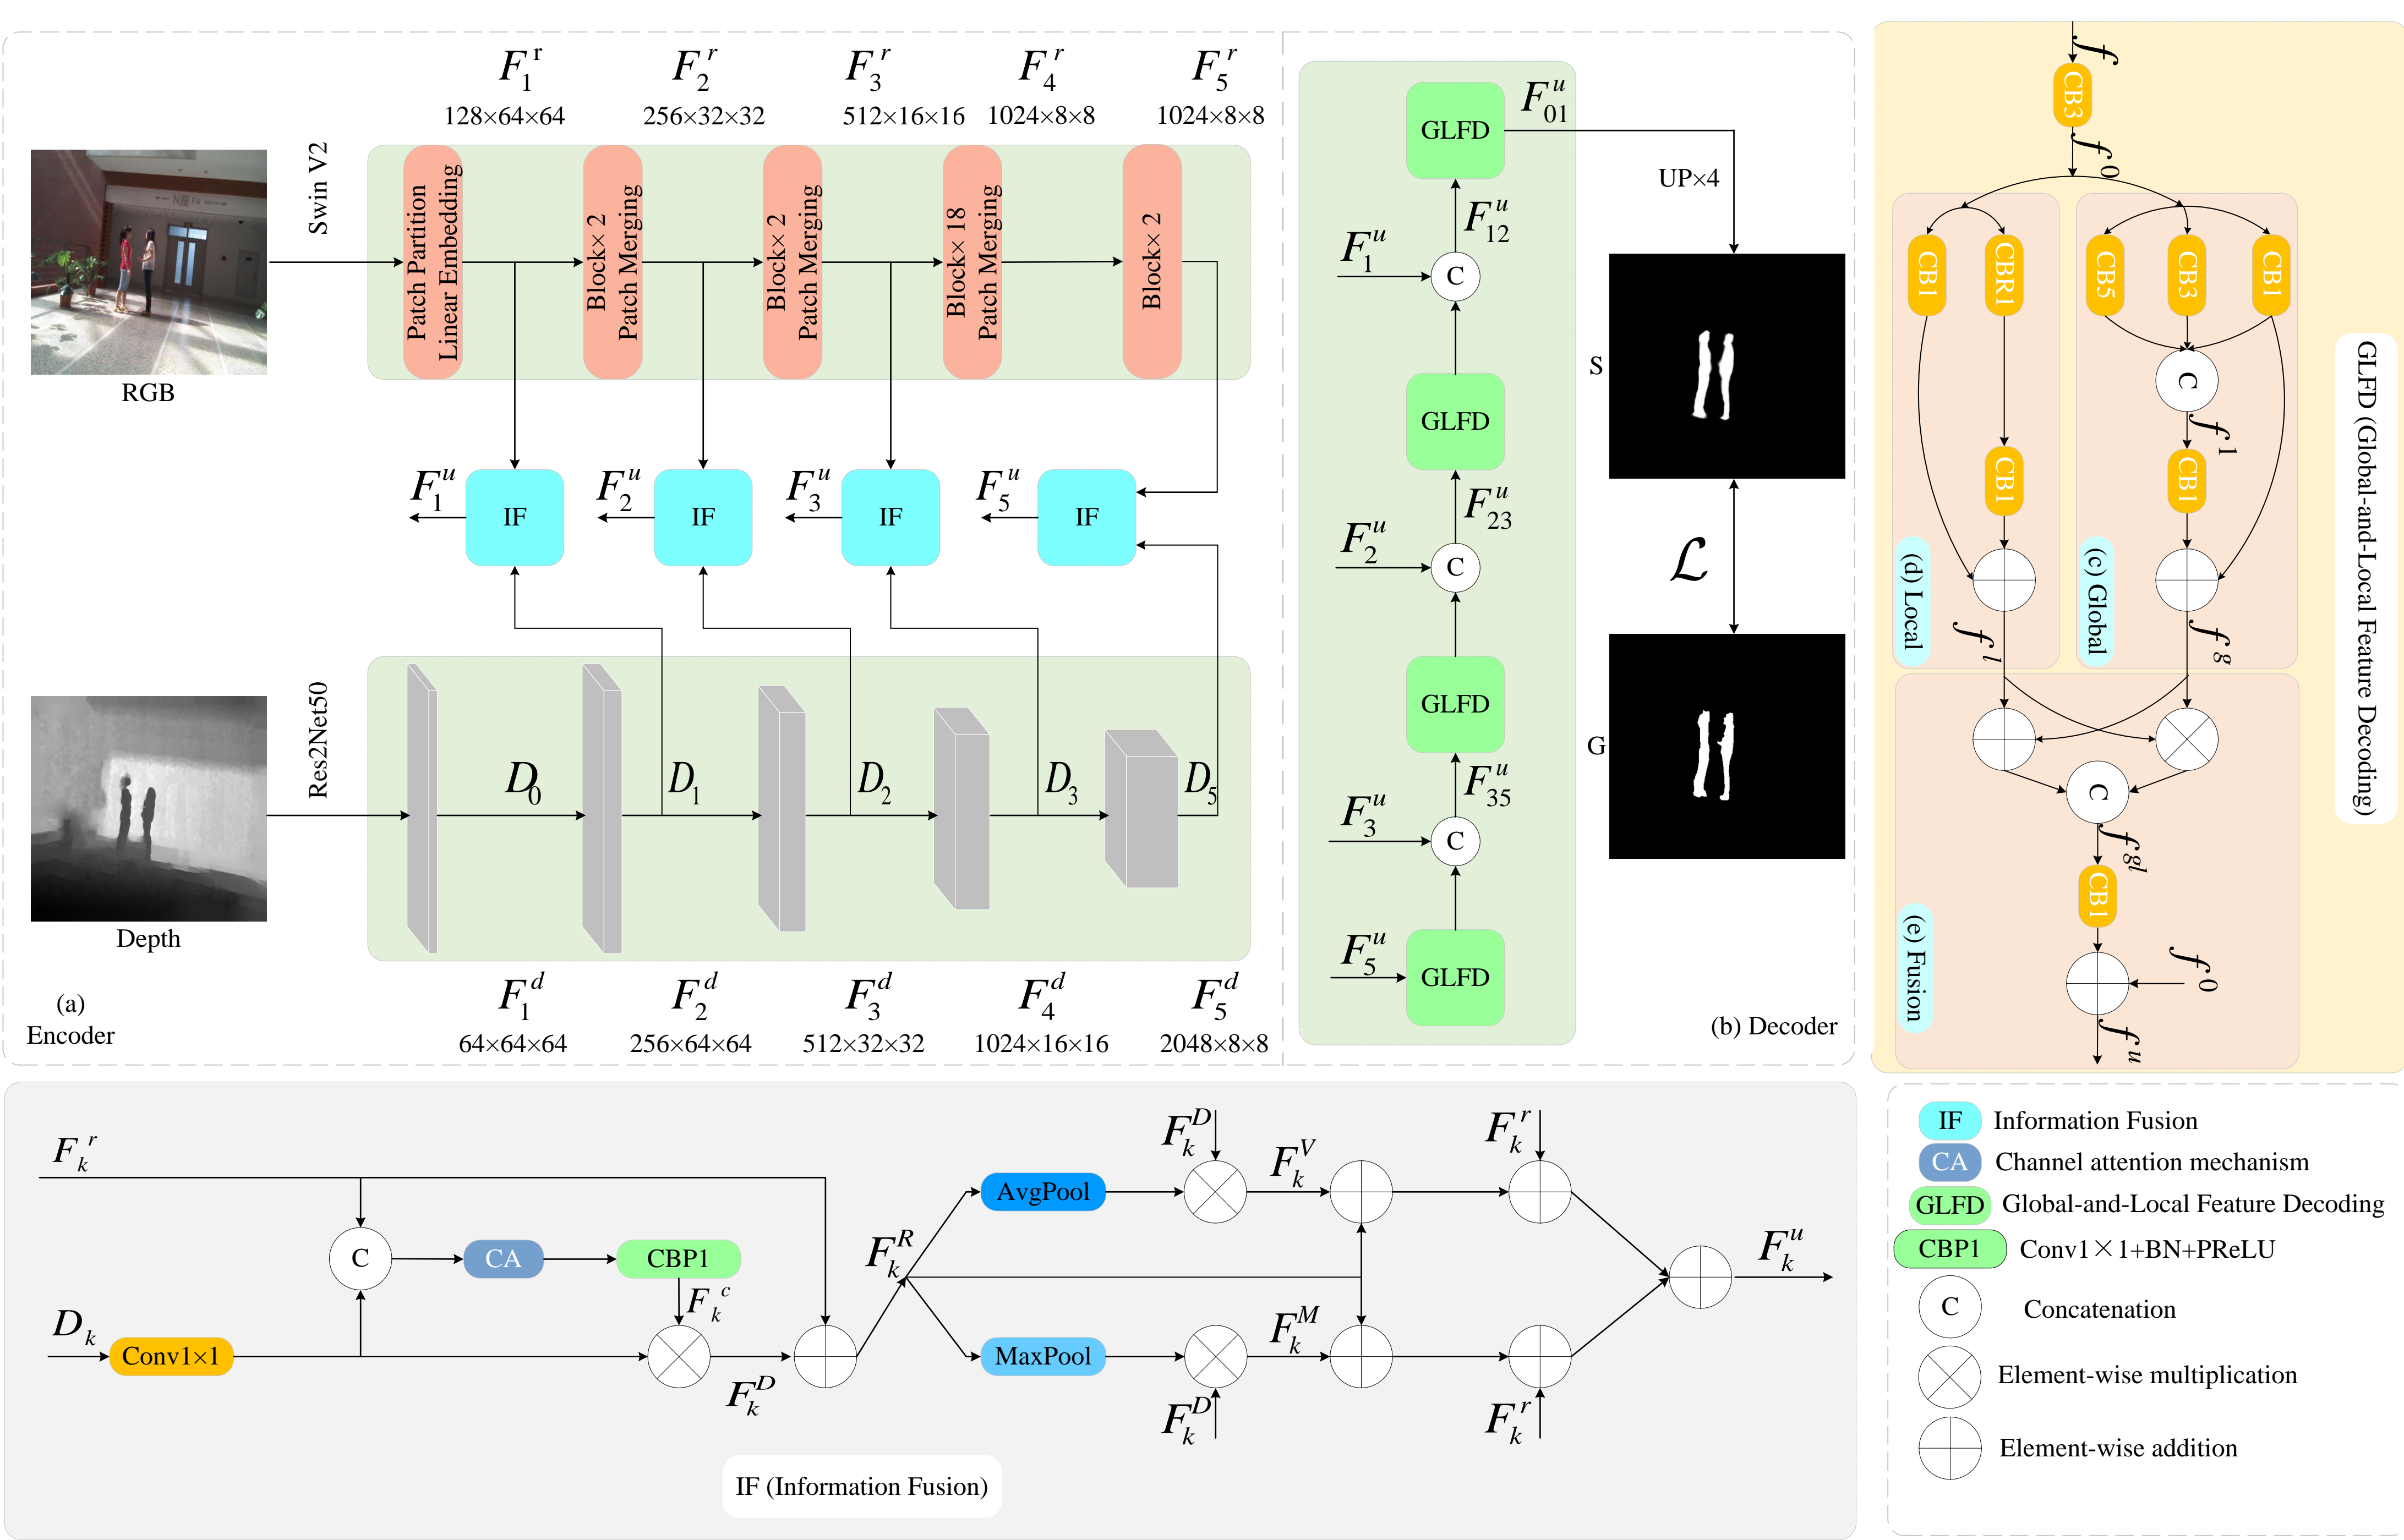 F₁ʳ
F₂ʳ
F₃ʳ
F₄ʳ
F₅ʳ
128×64×64
256×32×32
512×16×16
1024×8×8
1024×8×8
Swin V2
Patch Partition
Linear Embedding
Block× 2
Patch Merging
Block× 2
Patch Merging
Block× 18
Patch Merging
Block× 2
RGB
F₁ᵘ
IF
F₂ᵘ
IF
F₃ᵘ
IF
F₅ᵘ
IF
Res2Net50
D₀
D₁
D₂
D₃
D₅
Depth
(a)
Encoder
F₁ᵈ
F₂ᵈ
F₃ᵈ
F₄ᵈ
F₅ᵈ
64×64×64
256×64×64
512×32×32
1024×16×16
2048×8×8
GLFD
F₀₁ᵘ
UP×4
F₁₂ᵘ
F₁ᵘ
C
GLFD
F₂₃ᵘ
F₂ᵘ
C
GLFD
F₃₅ᵘ
F₃ᵘ
C
F₅ᵘ
GLFD
S
ℒ
G
(b) Decoder
f
CB3
f⁰
CB1
CBR1
CB5
CB3
CB1
C
f¹
CB1
CB1
(d) Local
(c) Global
fˡ
fᵍ
C
fᵍˡ
CB1
f⁰
(e) Fusion
fᵘ
GLFD (Global-and-Local Feature Decoding)
Fₖʳ
C
CA
CBP1
Fₖᶜ
Dₖ
Conv1×1
Fₖᴰ
Fₖᴿ
AvgPool
Fₖᴰ
Fₖⱽ
Fₖʳ
MaxPool
Fₖᴰ
Fₖᴹ
Fₖʳ
Fₖᵘ
IF (Information Fusion)
IF Information Fusion
CA Channel attention mechanism
GLFD Global-and-Local Feature Decoding
CBP1 Conv1×1+BN+PReLU
C Concatenation
Element-wise multiplication
Element-wise addition